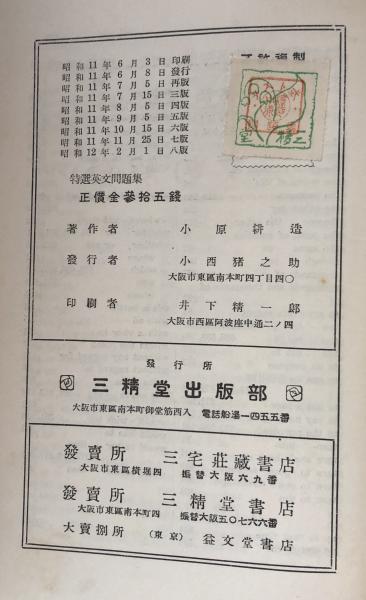 昭和11年6月3日印刷
昭和11年6月8日發行
昭和11年7月5日再版
昭和11年7月15日三版
昭和11年8月5日四版
昭和11年9月5日五版
昭和11年10月15日六版
昭和11年11月25日七版
昭和12年2月1日八版
不許複製
特選英文問題集
正價金參拾五錢
著作者 小原耕造
發行者 小西猪之助
大阪市東區南本町四丁目四〇
印刷者 井下精一郎
大阪市西區阿波座中通二ノ四
發行所
三精堂出版部
大阪市東區南本町御堂筋西入 電話船場一四五五番
發賣所 三宅莊藏書店
大阪市東區横堀四 振替大阪六九番
發賣所 三精堂書店
大阪市東區南本町四 振替大阪五〇七六六番
大賣捌所 (東京) 益文堂書店